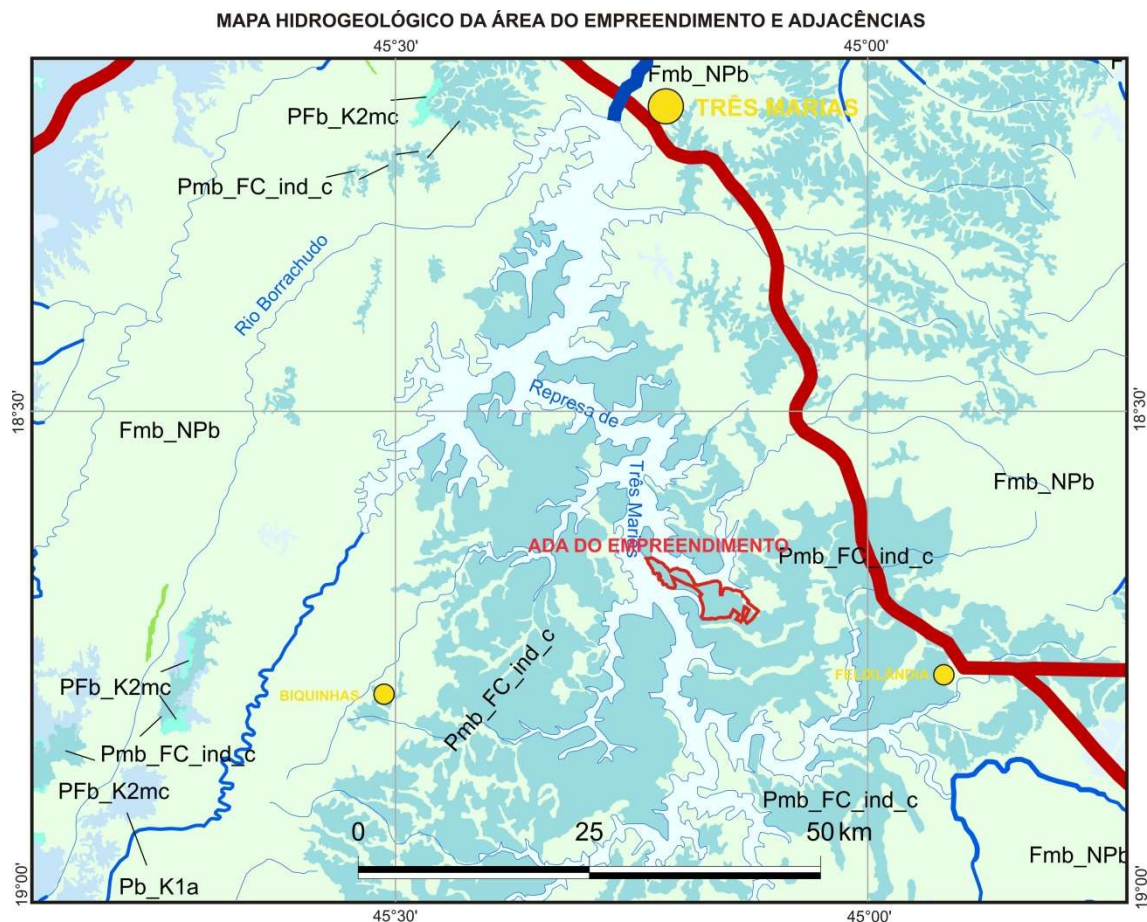 MAPA HIDROGEOLÓGICO DA ÁREA DO EMPREENDIMENTO E ADJACÊNCIAS
45°30'
45°00'
Fmb_NPb
F
TRÊS MARIAS
PFb_K2mc
Pmb_FC_ind_c
Rio Borrachudo
18°30'
18°30'
Represa de
Três Marias
Fmb_NPb
Fmb_NPb
ADA DO EMPREENDIMENTO
Pmb_FC_ind_c
Pmb_FC_ind_c
PFb_K2mc
BIQUINHAS
FELIXLÂNDIA
Pmb_FC_ind_c
PFb_K2mc
Pmb_FC_ind_c
0
25
50 km
Fmb_NPb
Pb_K1a
19°00'
19°00'
45°30'
45°00'